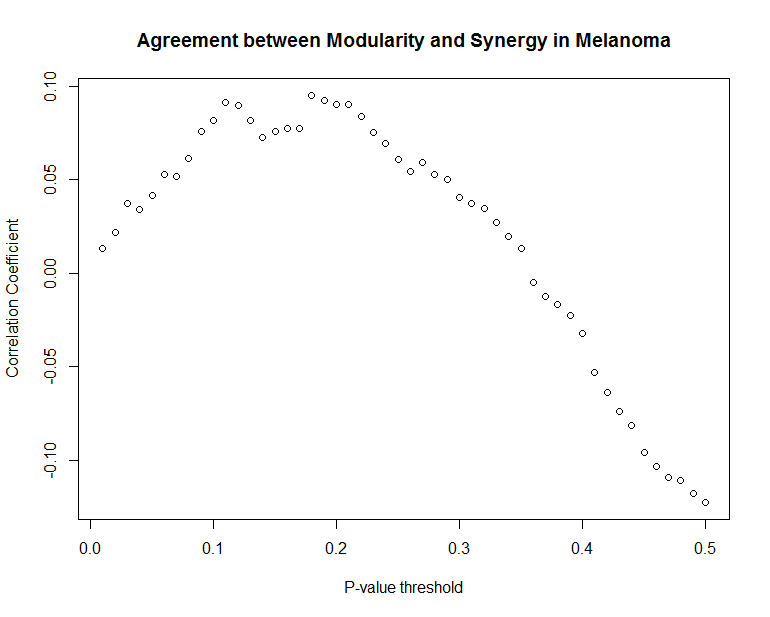 Agreement between Modularity and Synergy in Melanoma
Correlation Coefficient
0.10
0.05
0.00
-0.05
-0.10
0.0 0.1 0.2 0.3 0.4 0.5
P-value threshold